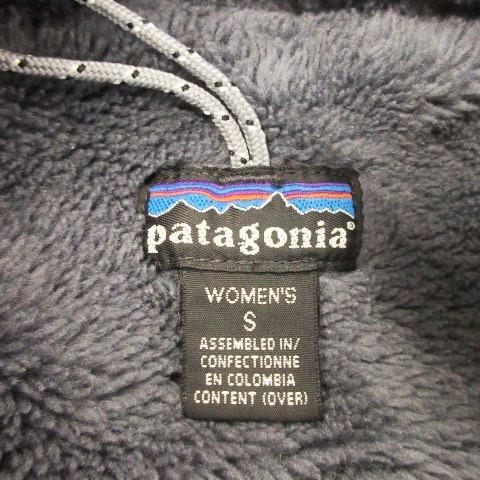 patagonia®
WOMEN'S
S
ASSEMBLED IN/
CONFECTIONNE
EN COLOMBIA
CONTENT (OVER)